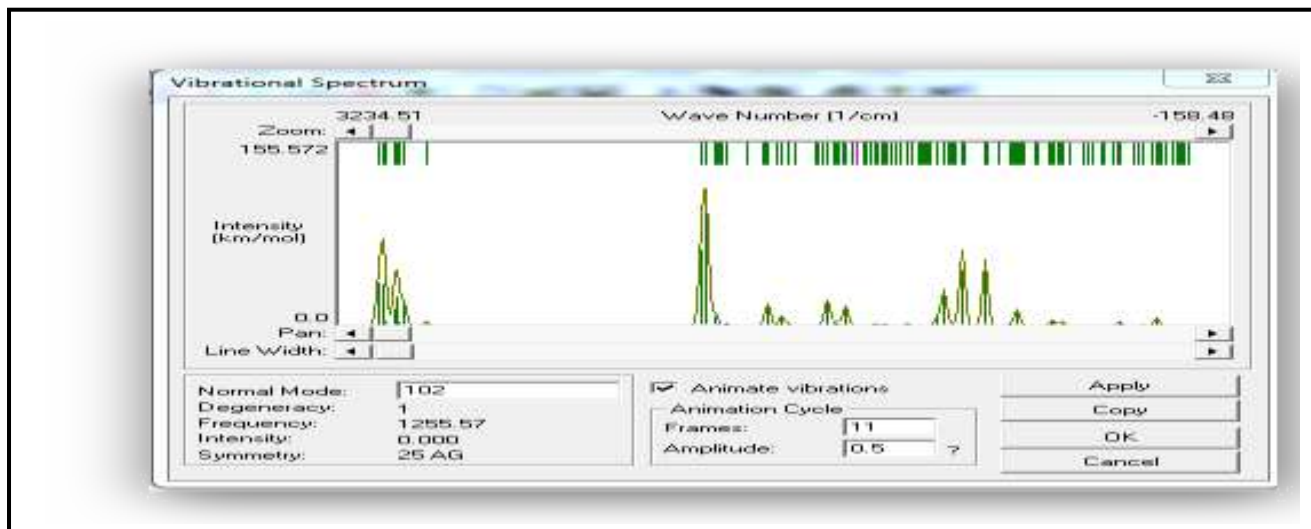 Vibrational Spectrum
3234.51 Wave Number (1/cm) -158.48
Zoom:
155.572
Intensity
(km/mol)
0.0
Pan:
Line Width:
Normal Mode: 102
Degeneracy: 1
Frequency: 1255.57
Intensity: 0.000
Symmetry: 25 AG
Animate vibrations
Animation Cycle
Frames: 11
Amplitude: 0.5 ?
Apply
Copy
OK
Cancel